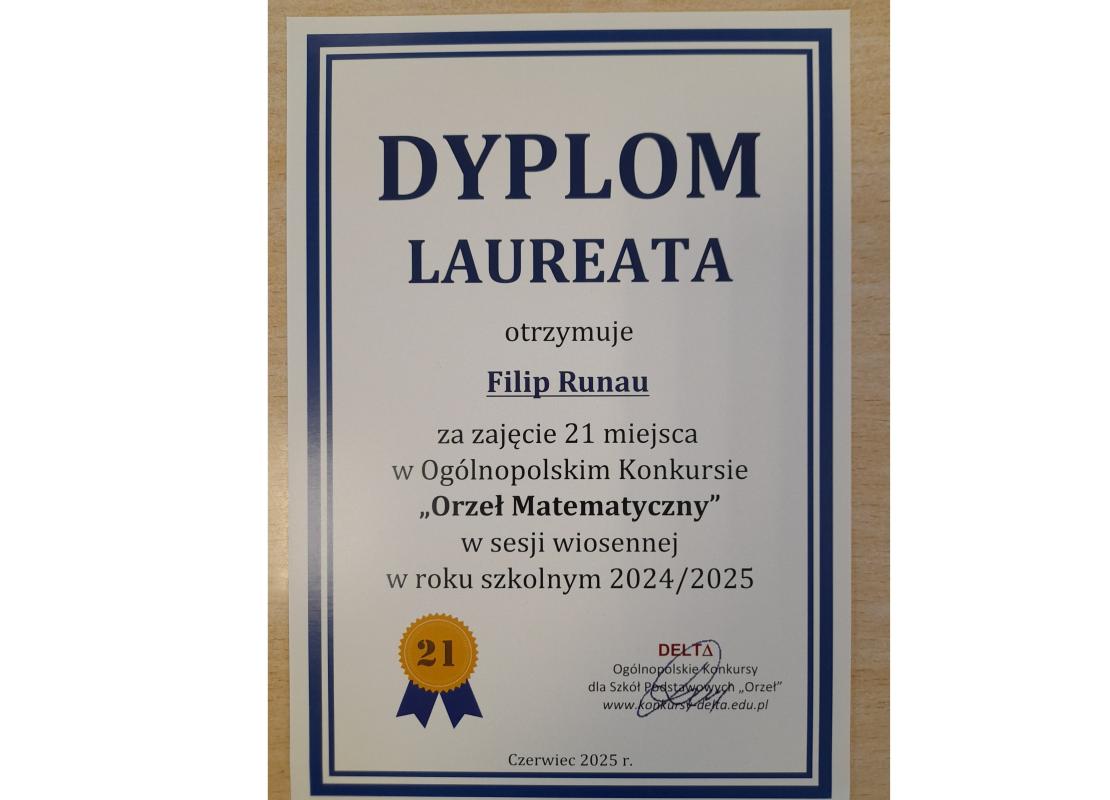 DYPLOM
LAUREATA
otrzymuje
Filip Runau
za zajęcie 21 miejsca
w Ogólnopolskim Konkursie
„Orzeł Matematyczny”
w sesji wiosennej
w roku szkolnym 2024/2025
21
DELTA
Ogólnopolskie Konkursy
dla Szkół Podstawowych „Orzeł”
www.konkursy-delta.edu.pl
Czerwiec 2025 r.